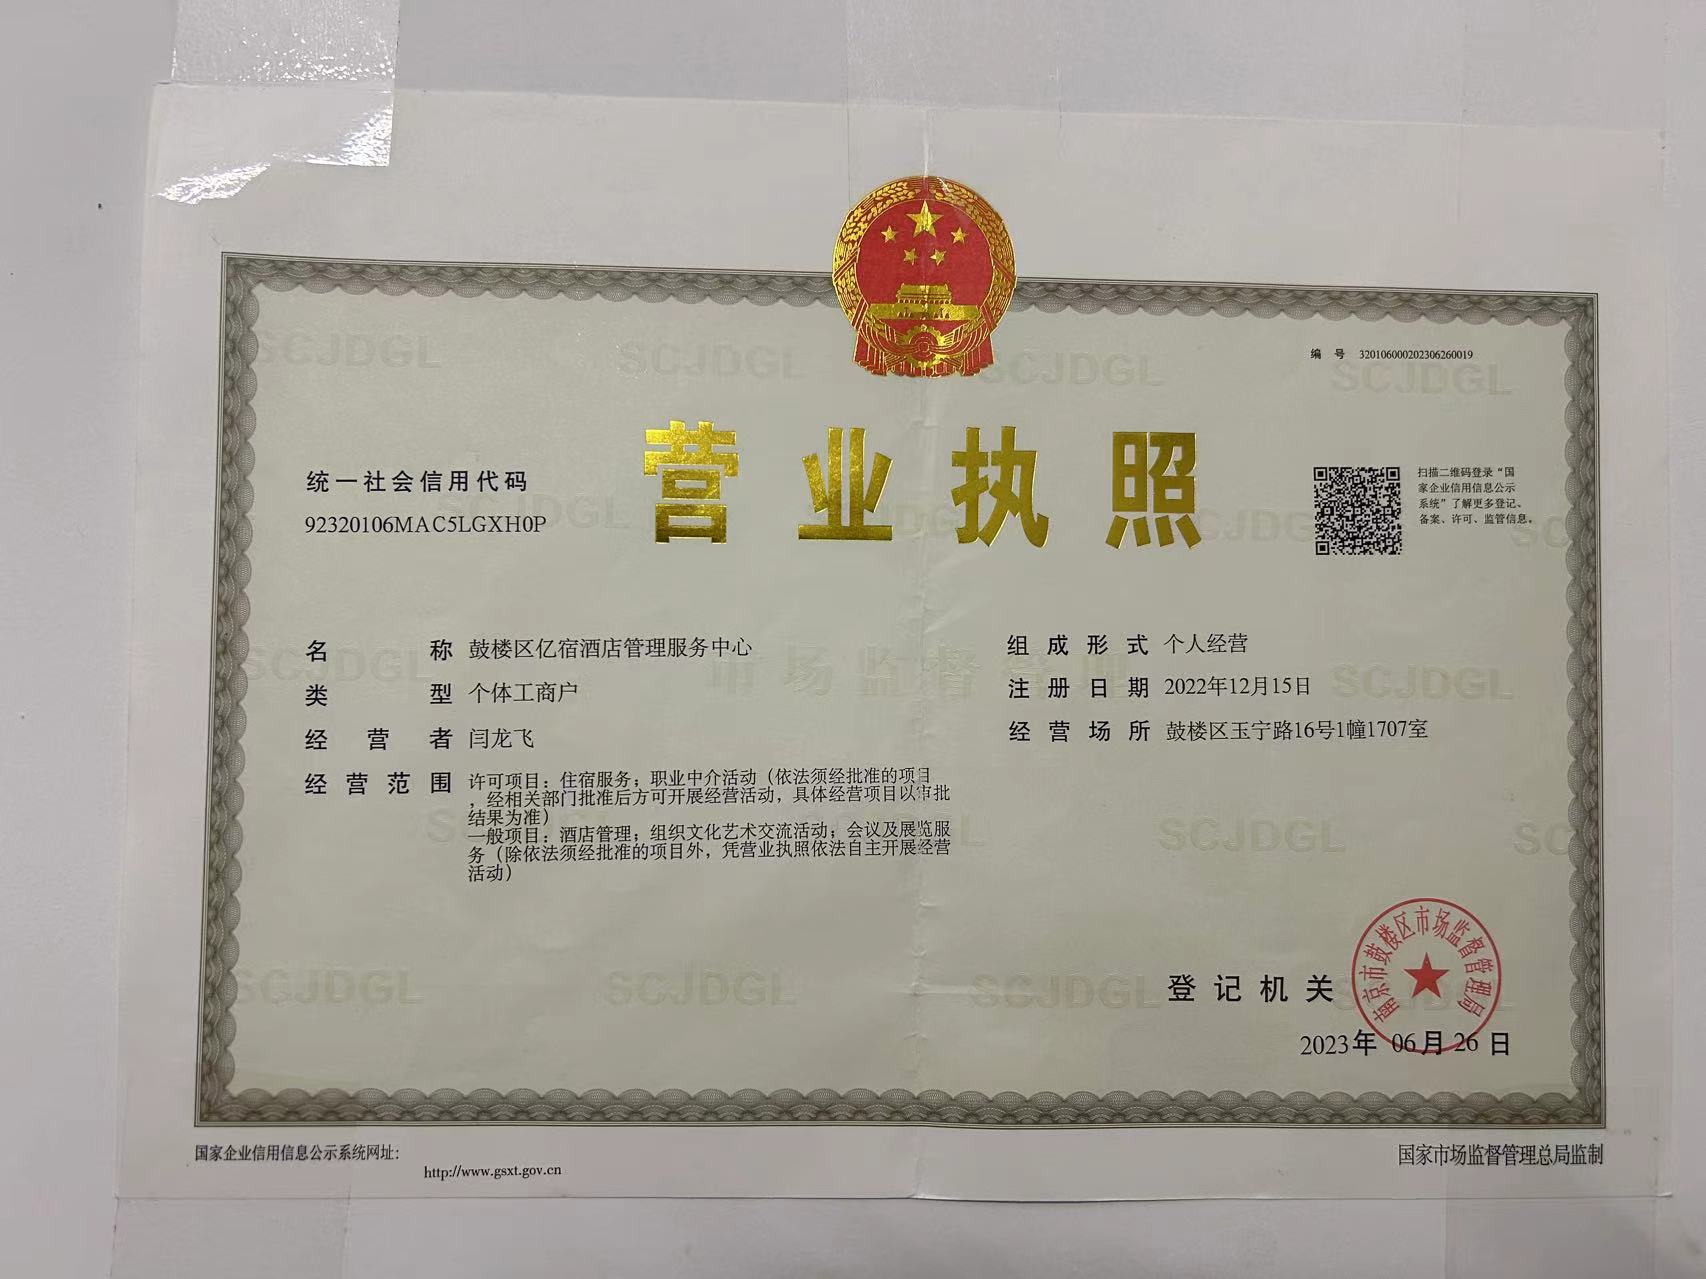 编 号 320106000202306260019
营业执照
统一社会信用代码
92320106MAC5LGXH0P
扫描二维码登录“国
家企业信用信息公示
系统”了解更多登记、
备案、许可、监管信息。
名 称 鼓楼区亿宿酒店管理服务中心
类 型 个体工商户
经 营 者 闫龙飞
经 营 范 围 许可项目：住宿服务；职业中介活动（依法须经批准的项目
，经相关部门批准后方可开展经营活动，具体经营项目以审批
结果为准）
一般项目：酒店管理；组织文化艺术交流活动；会议及展览服
务（除依法须经批准的项目外，凭营业执照依法自主开展经营
活动）
组 成 形 式 个人经营
注 册 日 期 2022年12月15日
经 营 场 所 鼓楼区玉宁路16号1幢1707室
登 记 机 关
南京市鼓楼区市场监督管理局
2023年 06月 26 日
国家企业信用信息公示系统网址：
http://www.gsxt.gov.cn
国家市场监督管理总局监制
SCJDGL
市场监督管理